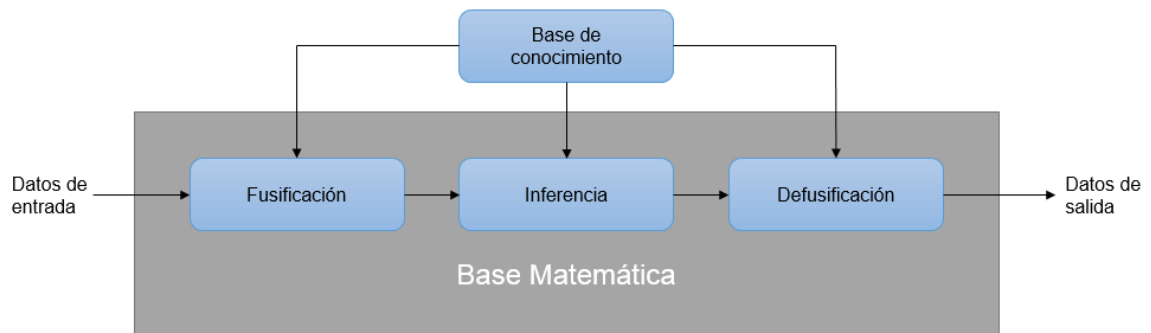 Base de
conocimiento
Datos de
entrada
Fusificación
Inferencia
Defusificación
Datos de
salida
Base Matemática